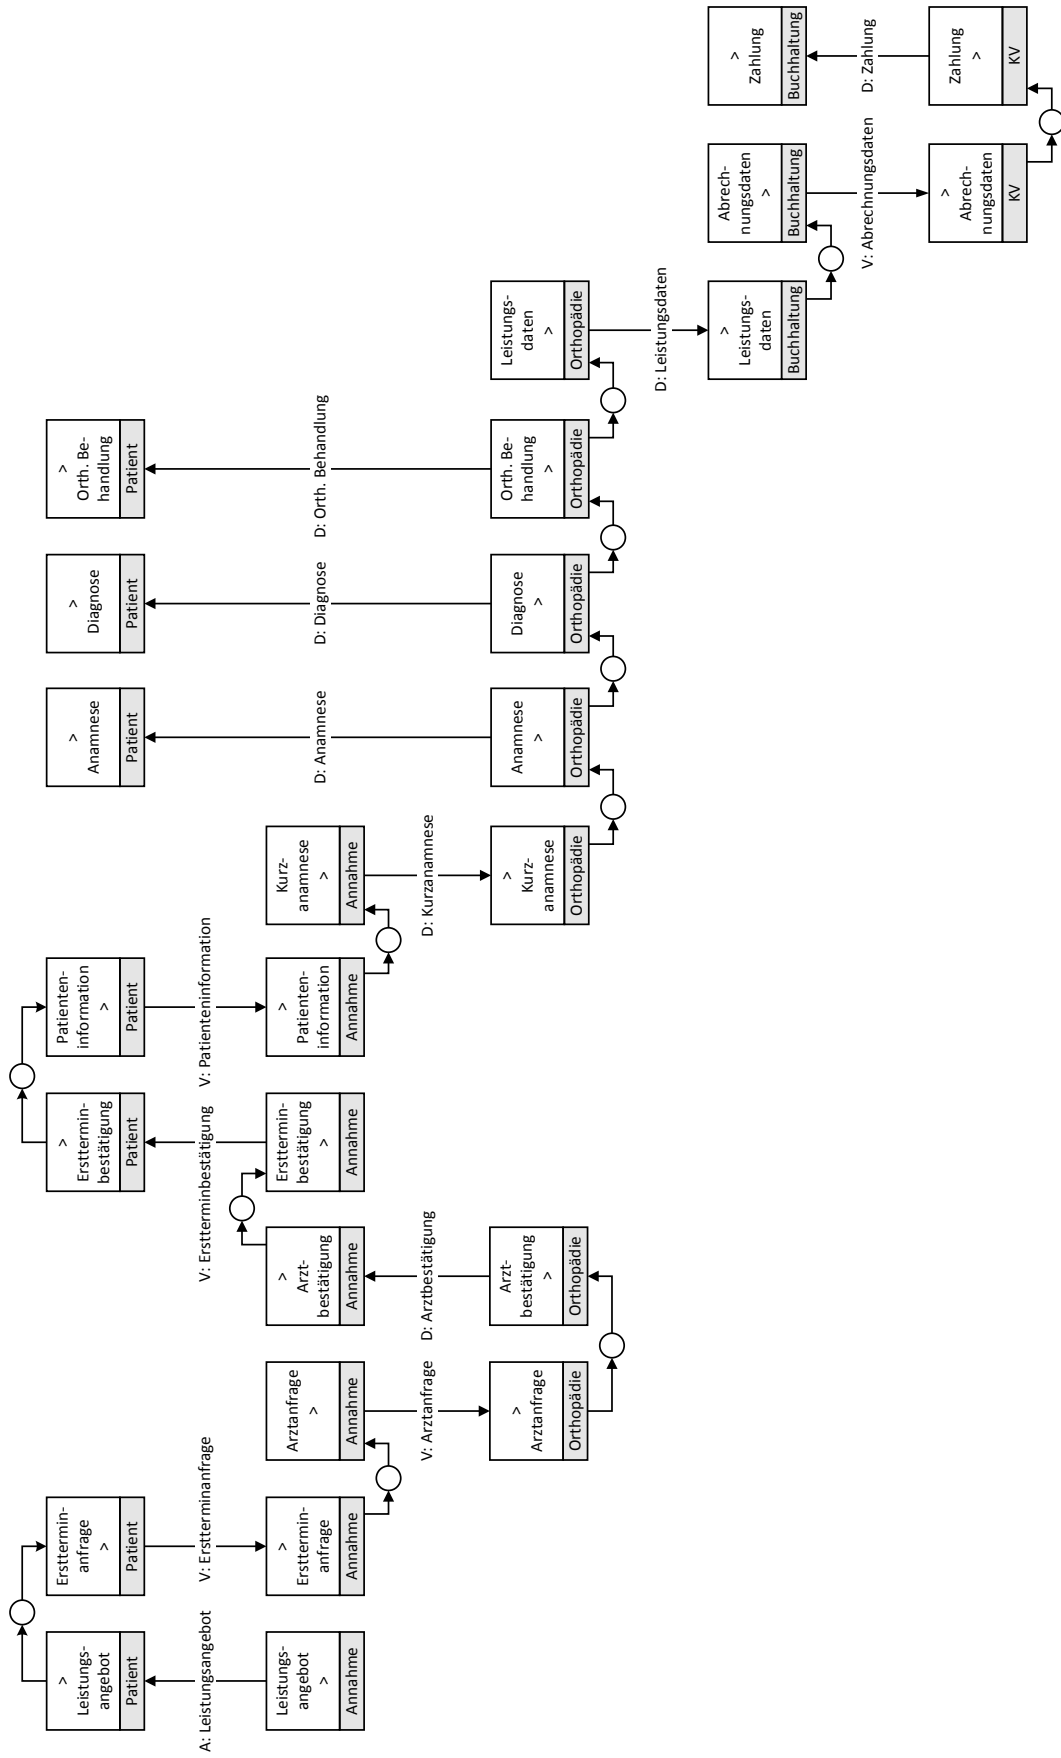 >
Leistungs-
angebot
Patient
Ersttermin-
anfrage
>
Patient
>
Ersttermin-
bestätigung
Patient
Patienten-
information
>
Patient
>
Anamnese
Patient
>
Diagnose
Patient
>
Orth. Be-
handlung
Patient
A: Leistungsangebot
V: Ersttermin­anfrage
V: Ersttermin­bestätigung
V: Patienteninformation
D: Anamnese
D: Diagnose
D: Orth. Behandlung
Leistungs-
angebot
>
Annahme
>
Ersttermin-
anfrage
Annahme
Arztanfrage
>
Annahme
>
Arzt-
bestätigung
Annahme
Ersttermin-
bestätigung
>
Annahme
>
Patienten-
information
Annahme
Kurz-
anamnese
>
Annahme
V: Arztanfrage
D: Arztbestätigung
D: Kurzanamnese
>
Arztanfrage
Orthopädie
Arzt-
bestätigung
>
Orthopädie
>
Kurz-
anamnese
Orthopädie
Anamnese
>
Orthopädie
Diagnose
>
Orthopädie
Orth. Be-
handlung
>
Orthopädie
Leistungs-
daten
>
Orthopädie
D: Leistungsdaten
>
Leistungs-
daten
Buchhaltung
Abrech-
nungsdaten
>
Buchhaltung
>
Zahlung
Buchhaltung
V: Abrechnungsdaten
D: Zahlung
>
Abrech-
nungsdaten
KV
Zahlung
>
KV